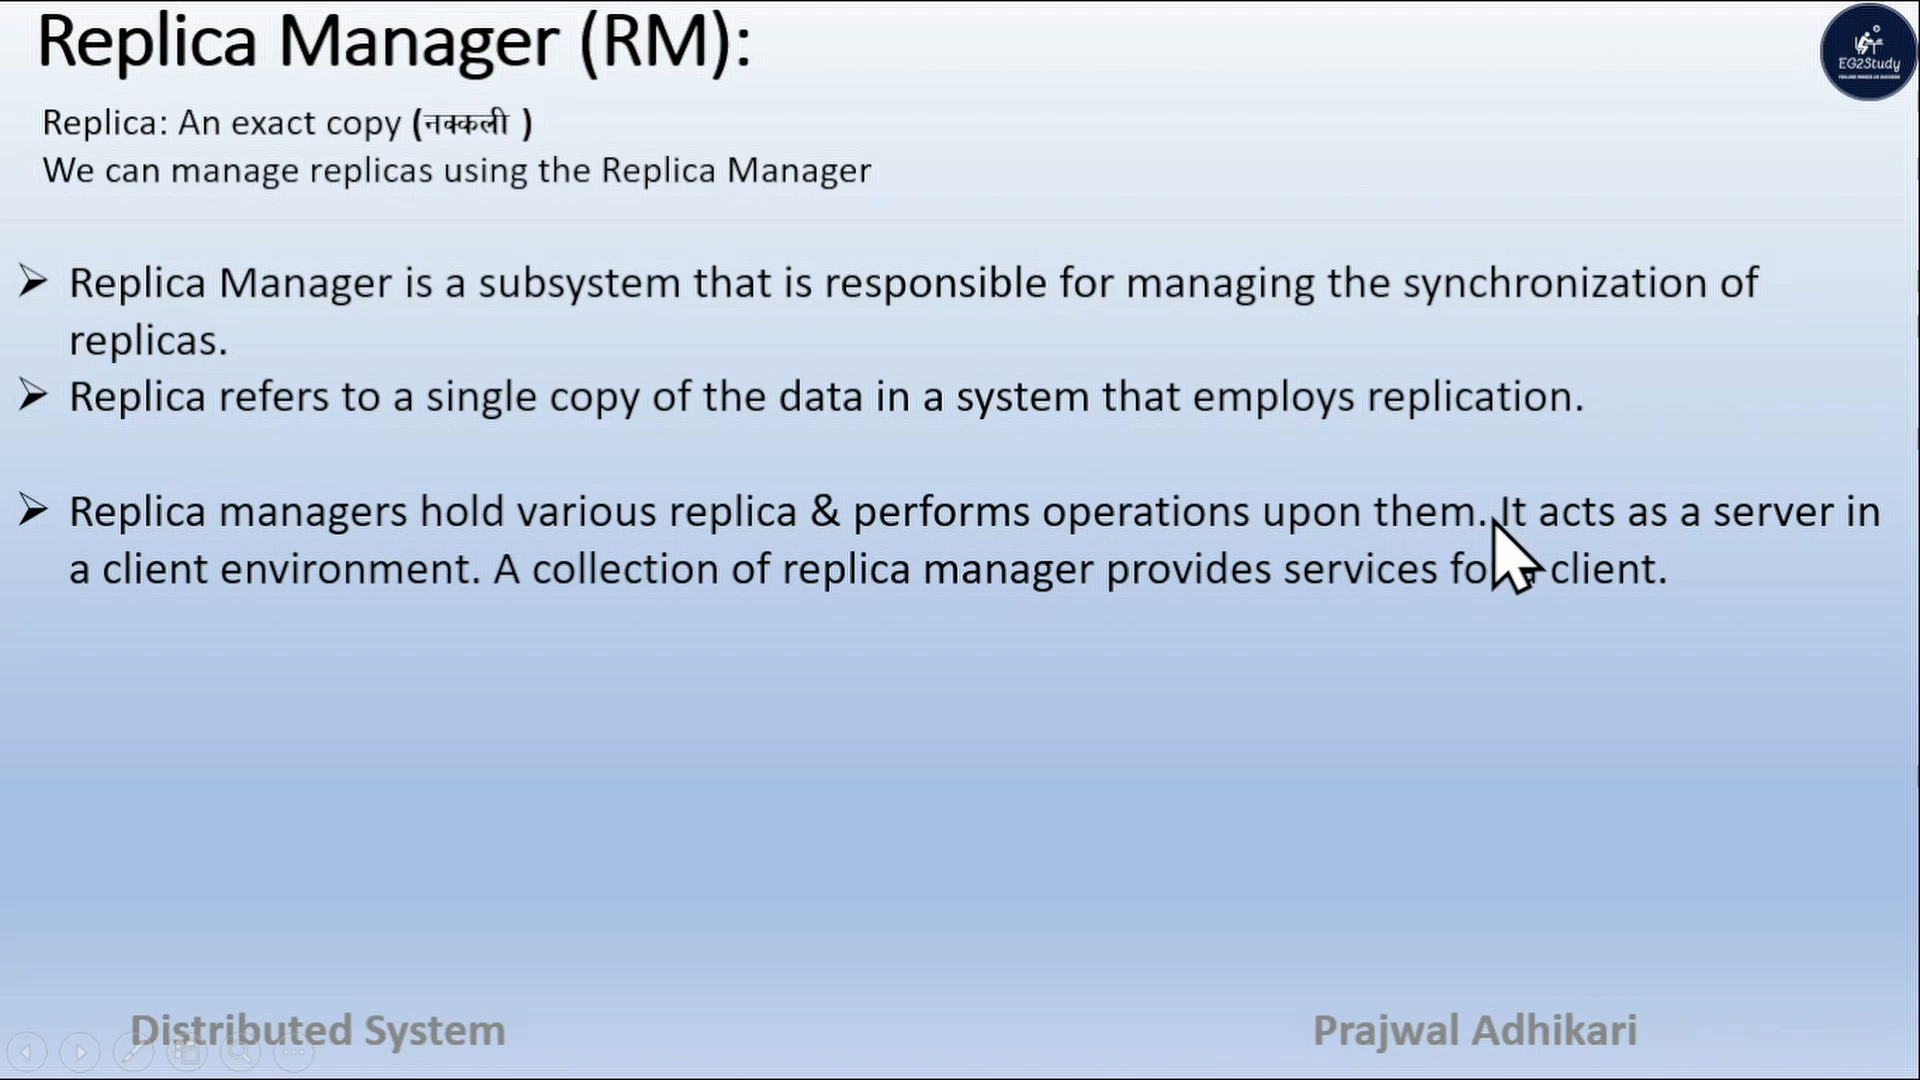 Replica Manager (RM):
EG2Study
Replica: An exact copy (नक्कली )
We can manage replicas using the Replica Manager
➢ Replica Manager is a subsystem that is responsible for managing the synchronization of
replicas.
➢ Replica refers to a single copy of the data in a system that employs replication.
➢ Replica managers hold various replica & performs operations upon them. It acts as a server in
a client environment. A collection of replica manager provides services client.
Distributed System
Prajwal Adhikari